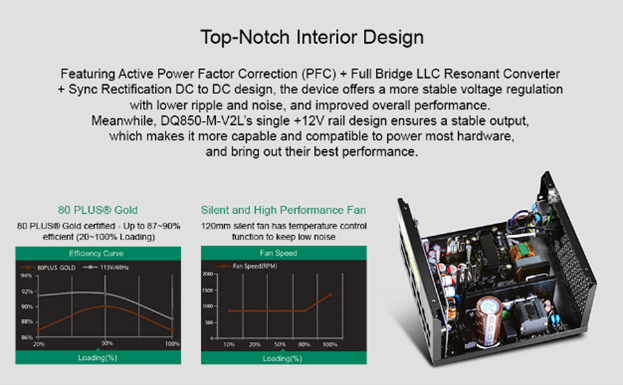 Top-Notch Interior Design
Featuring Active Power Factor Correction (PFC) + Full Bridge LLC Resonant Converter
+ Sync Rectification DC to DC design, the device offers a more stable voltage regulation
with lower ripple and noise, and improved overall performance.
Meanwhile, DQ850-M-V2L's single +12V rail design ensures a stable output,
which makes it more capable and compatible to power most hardware,
and bring out their best performance.
80 PLUS® Gold
80 PLUS® Gold certified - Up to 87~90%
efficient (20~100% Loading)
Efficiency Curve
80PLUS GOLD 115V/60Hz
94%
92%
90%
88%
86%
20% 50% 100%
Loading(%)
Silent and High Performance Fan
120mm silent fan has temperature control
function to keep low noise
Fan Speed
Fan Speed(RPM)
2000
1500
1000
500
10% 20% 50% 80% 100%
Loading(%)